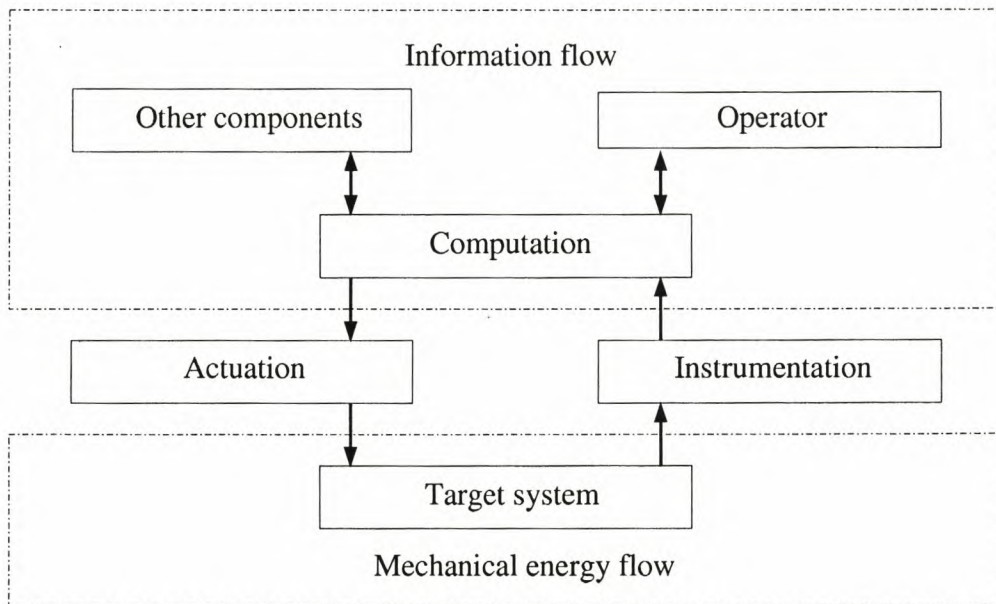 Information flow
Other components
Operator
Computation
Actuation
Instrumentation
Target system
Mechanical energy flow